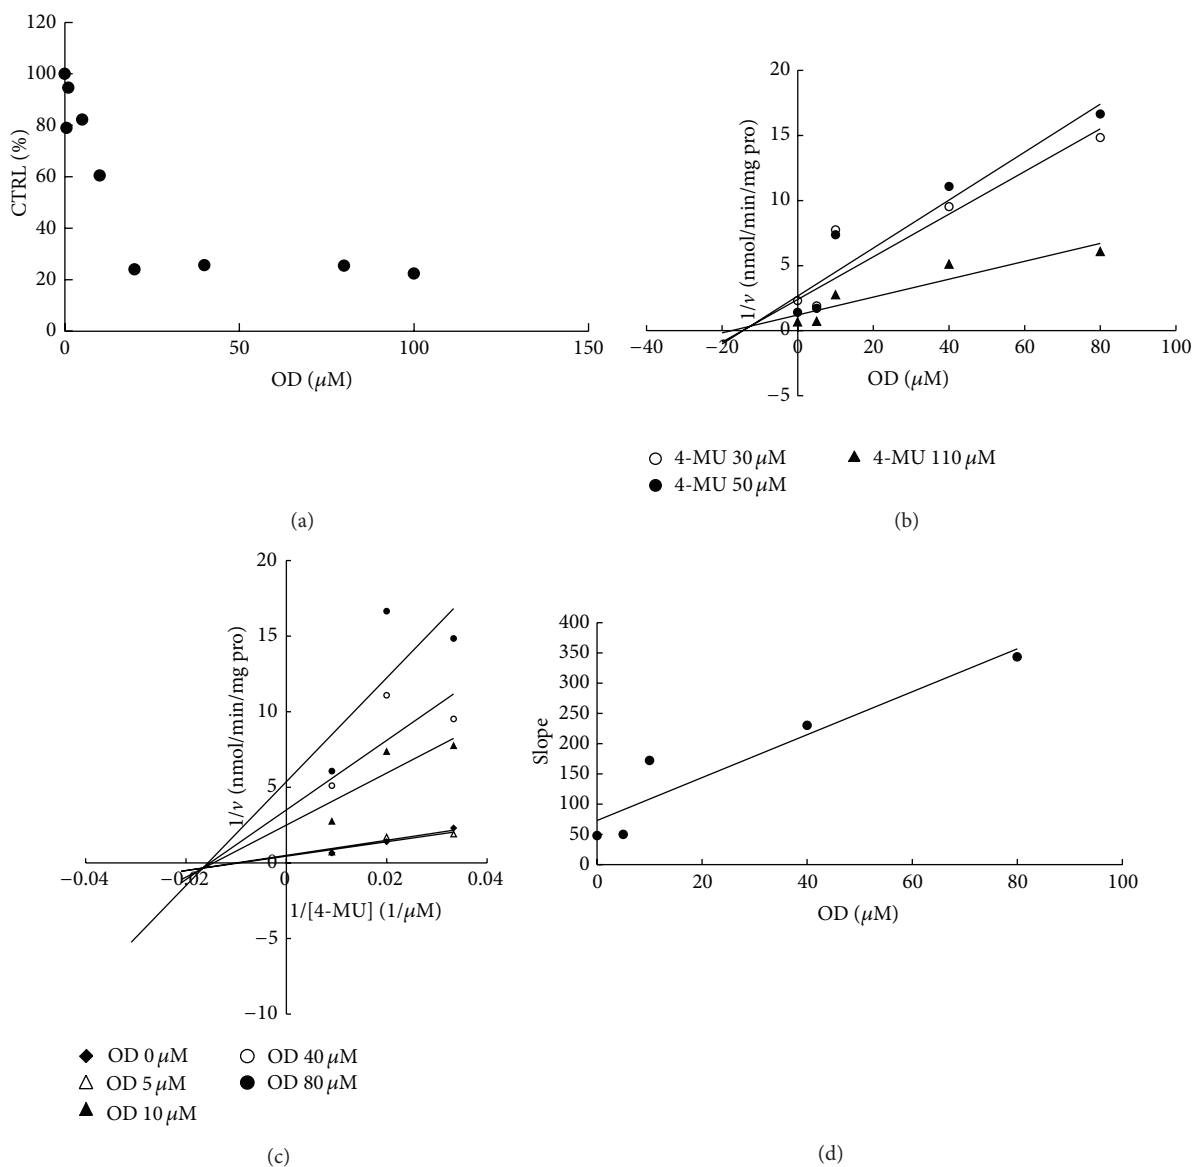 120
100
80
60
40
20
0
CTRL (%)
0
50
100
150
OD (μM)
(a)
20
15
10
5
0
−5
1/ν (nmol/min/mg pro)
−40
−20
0
20
40
60
80
100
OD (μM)
4-MU 30 μM
4-MU 110 μM
4-MU 50 μM
(b)
20
15
10
5
0
−5
−10
1/ν (nmol/min/mg pro)
−0.04
−0.02
0
0.02
0.04
1/[4-MU] (1/μM)
OD 0 μM
OD 40 μM
OD 5 μM
OD 80 μM
OD 10 μM
(c)
400
350
300
250
200
150
100
50
0
Slope
0
20
40
60
80
100
OD (μM)
(d)